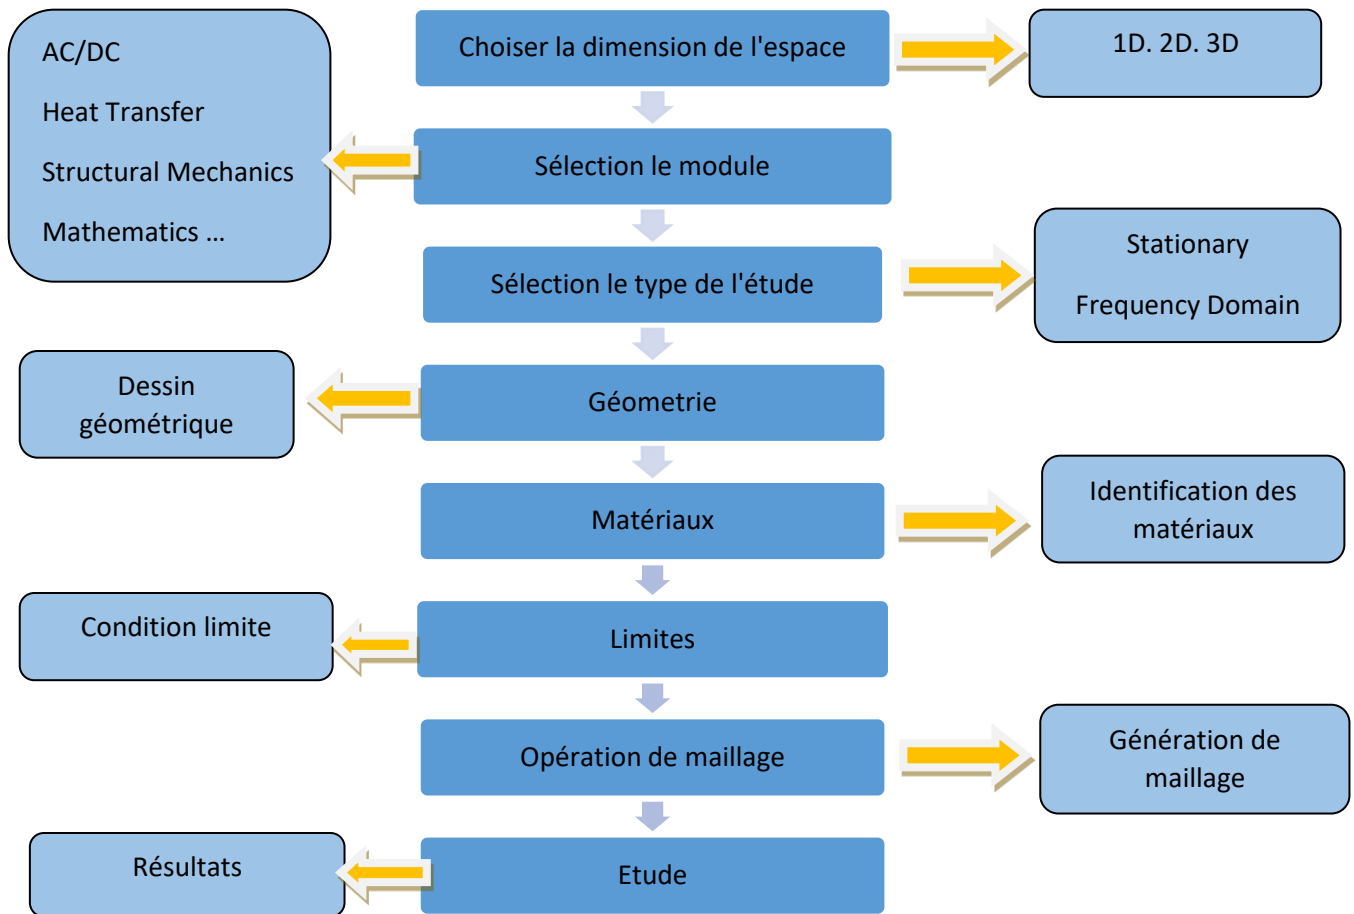 AC/DC
Heat Transfer
Structural Mechanics
Mathematics ...
Choiser la dimension de l'espace
1D. 2D. 3D
Sélection le module
Sélection le type de l'étude
Stationary
Frequency Domain
Dessin
géométrique
Géometrie
Matériaux
Identification des
matériaux
Condition limite
Limites
Opération de maillage
Génération de
maillage
Résultats
Etude